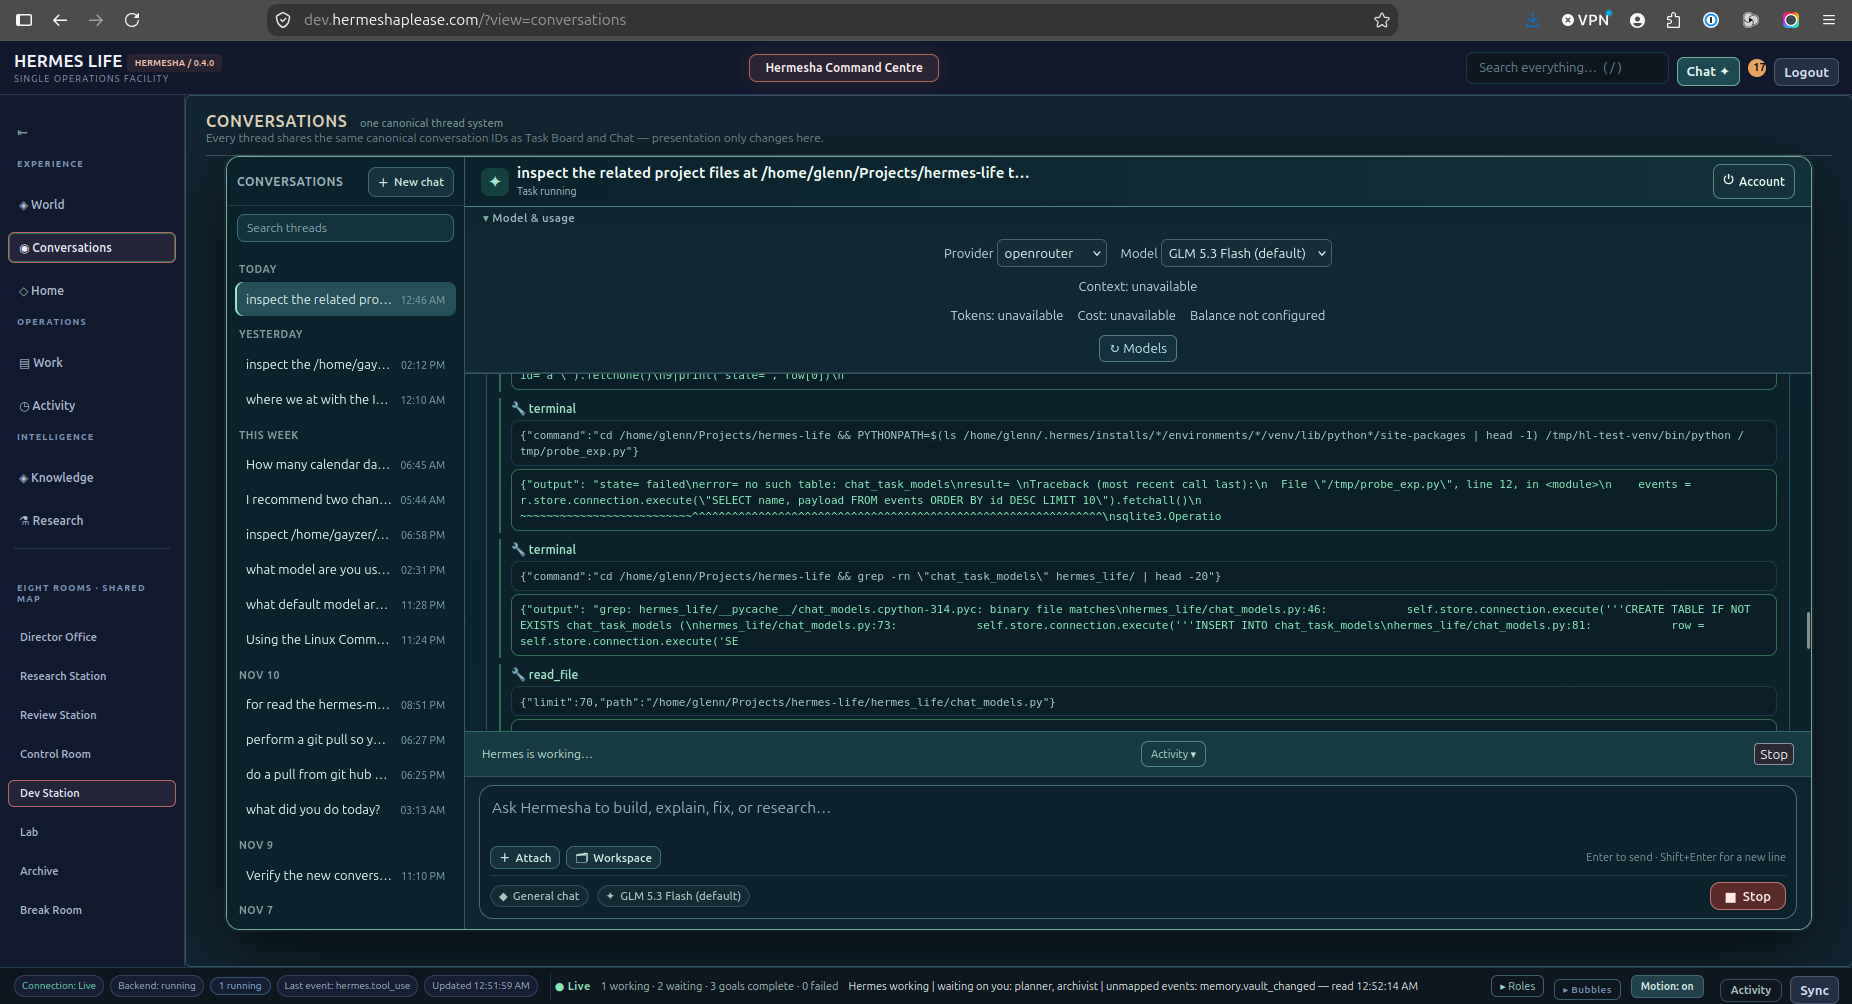 dev.hermeshaplease.com/?view=conversations
VPN
HERMES LIFE HERMESHA / 0.4.0
SINGLE OPERATIONS FACILITY
Hermesha Command Centre
Search everything... (/)
Chat ✦
17
Logout
EXPERIENCE
World
Conversations
Home
OPERATIONS
Work
Activity
INTELLIGENCE
Knowledge
Research
EIGHT ROOMS · SHARED
MAP
Director Office
Research Station
Review Station
Control Room
Dev Station
Lab
Archive
Break Room
CONVERSATIONS one canonical thread system
Every thread shares the same canonical conversation IDs as Task Board and Chat — presentation only changes here.
CONVERSATIONS
+ New chat
Search threads
TODAY
inspect the related pro... 12:46 AM
YESTERDAY
inspect the /home/gay... 02:12 PM
where we at with the I... 12:10 AM
THIS WEEK
How many calendar da... 06:45 AM
I recommend two chan... 05:44 AM
inspect /home/gayzer/... 06:58 PM
what model are you us... 02:31 PM
what default model ar... 11:28 PM
Using the Linux Comm... 11:24 PM
NOV 10
for read the hermes-m... 08:51 PM
perform a git pull so y... 06:27 PM
do a pull from git hub ... 06:25 PM
what did you do today? 03:13 AM
NOV 9
Verify the new convers... 11:10 PM
NOV 7
inspect the related project files at /home/glenn/Projects/hermes-life t...
Task running
Account
▾ Model & usage
Provider openrouter Model GLM 5.3 Flash (default)
Context: unavailable
Tokens: unavailable Cost: unavailable Balance not configured
↻ Models
id='a'\").fetchone()\n9|print('state=', row[0])\n
terminal
{"command":"cd /home/glenn/Projects/hermes-life && PYTHONPATH=$(ls /home/glenn/.hermes/installs/*/environments/*/venv/lib/python*/site-packages | head -1) /tmp/hl-test-venv/bin/python /
tmp/probe_exp.py"}
{"output": "state= failed\nerror= no such table: chat_task_models\nresult= \nTraceback (most recent call last):\n  File \"/tmp/probe_exp.py\", line 12, in <module>\n    events =
r.store.connection.execute(\"SELECT name, payload FROM events ORDER BY id DESC LIMIT 10\").fetchall()\n
~~~~~~~~~~~~~~~~~~~~~~~~~~^^^^^^^^^^^^^^^^^^^^^^^^^^^^^^^^^^^^^^^^^^^^^^^^^^^^^^^^^^^^^^^\nsqlite3.Operatio
terminal
{"command":"cd /home/glenn/Projects/hermes-life && grep -rn \"chat_task_models\" hermes_life/ | head -20"}
{"output": "grep: hermes_life/__pycache__/chat_models.cpython-314.pyc: binary file matches\nhermes_life/chat_models.py:46:            self.store.connection.execute('''CREATE TABLE IF NOT
EXISTS chat_task_models (\nhermes_life/chat_models.py:73:            self.store.connection.execute('''INSERT INTO chat_task_models\nhermes_life/chat_models.py:81:            row =
self.store.connection.execute('SE
read_file
{"limit":70,"path":"/home/glenn/Projects/hermes-life/hermes_life/chat_models.py"}
Hermes is working...
Activity ▾
Stop
Ask Hermesha to build, explain, fix, or research...
+ Attach
Workspace
Enter to send · Shift+Enter for a new line
◆ General chat
✦ GLM 5.3 Flash (default)
Stop
Connection: Live
Backend: running
1 running
Last event: hermes.tool_use
Updated 12:51:59 AM
Live 1 working · 2 waiting · 3 goals complete · 0 failed Hermes working | waiting on you: planner, archivist | unmapped events: memory.vault_changed — read 12:52:14 AM
▸ Roles
▸ Bubbles
Motion: on
Activity
Sync